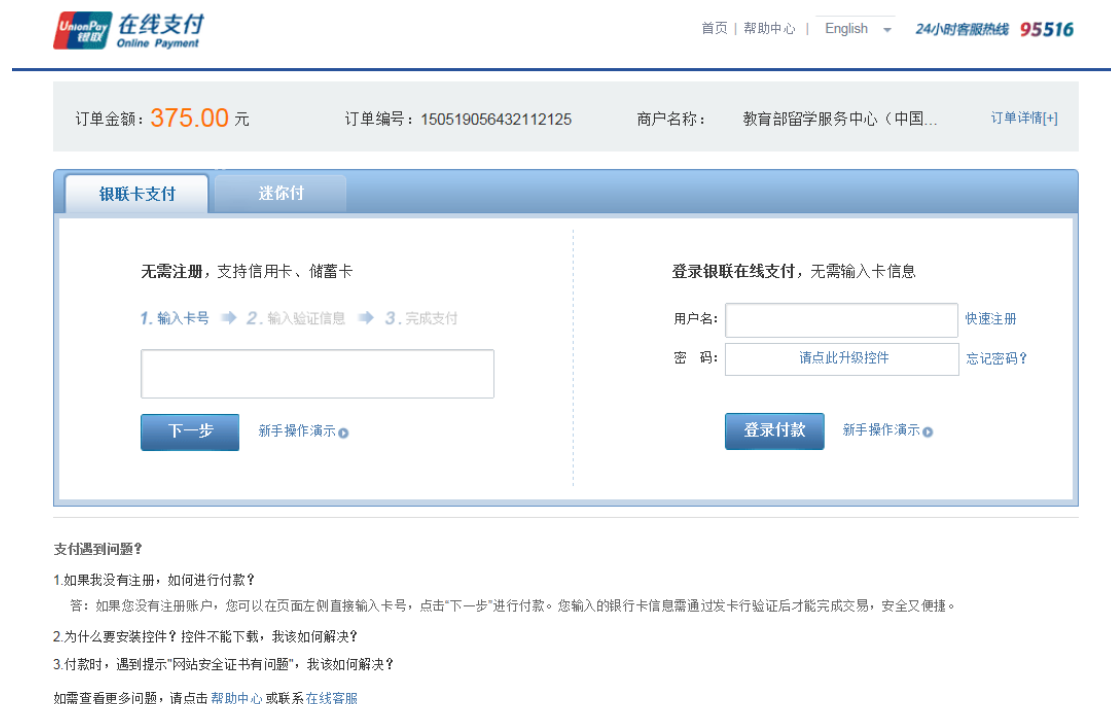 UnionPay 银联 在线支付 Online Payment
首页 | 帮助中心 | English 24小时客服热线 95516
订单金额：375.00 元 订单编号：150519056432112125 商户名称： 教育部留学服务中心（中国... 订单详情[+]
银联卡支付 迷你付
无需注册，支持信用卡、储蓄卡
1.输入卡号 2.输入验证信息 3.完成支付
下一步 新手操作演示
登录银联在线支付，无需输入卡信息
用户名: 快速注册
密 码: 请点此升级控件 忘记密码?
登录付款 新手操作演示
支付遇到问题?
1.如果我没有注册，如何进行付款?
答：如果您没有注册账户，您可以在页面左侧直接输入卡号，点击“下一步”进行付款。您输入的银行卡信息需通过发卡行验证后才能完成交易，安全又便捷。
2.为什么要安装控件? 控件不能下载，我该如何解决?
3.付款时，遇到提示"网站安全证书有问题"，我该如何解决?
如需查看更多问题，请点击 帮助中心 或联系 在线客服